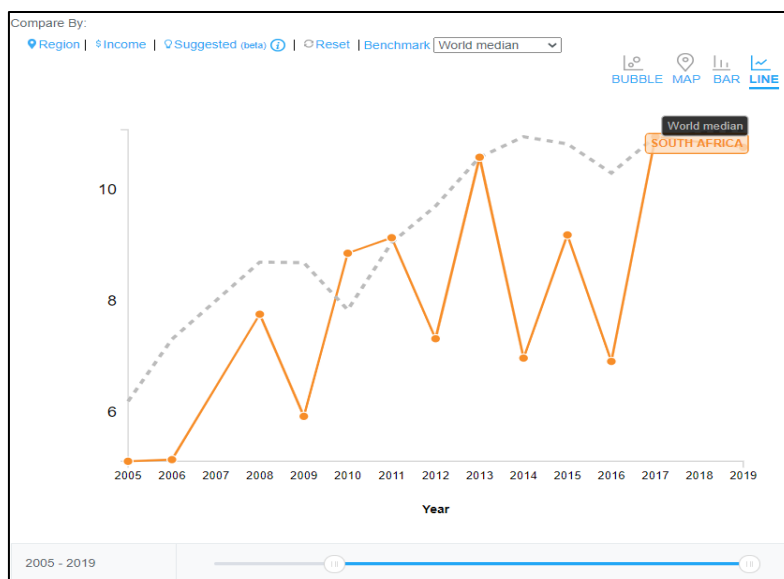 Compare By:
Region | $Income | Suggested (beta) i | Reset | Benchmark World median
BUBBLE MAP BAR LINE
World median
SOUTH AFRICA
10
8
6
2005 2006 2007 2008 2009 2010 2011 2012 2013 2014 2015 2016 2017 2018 2019
Year
2005 - 2019